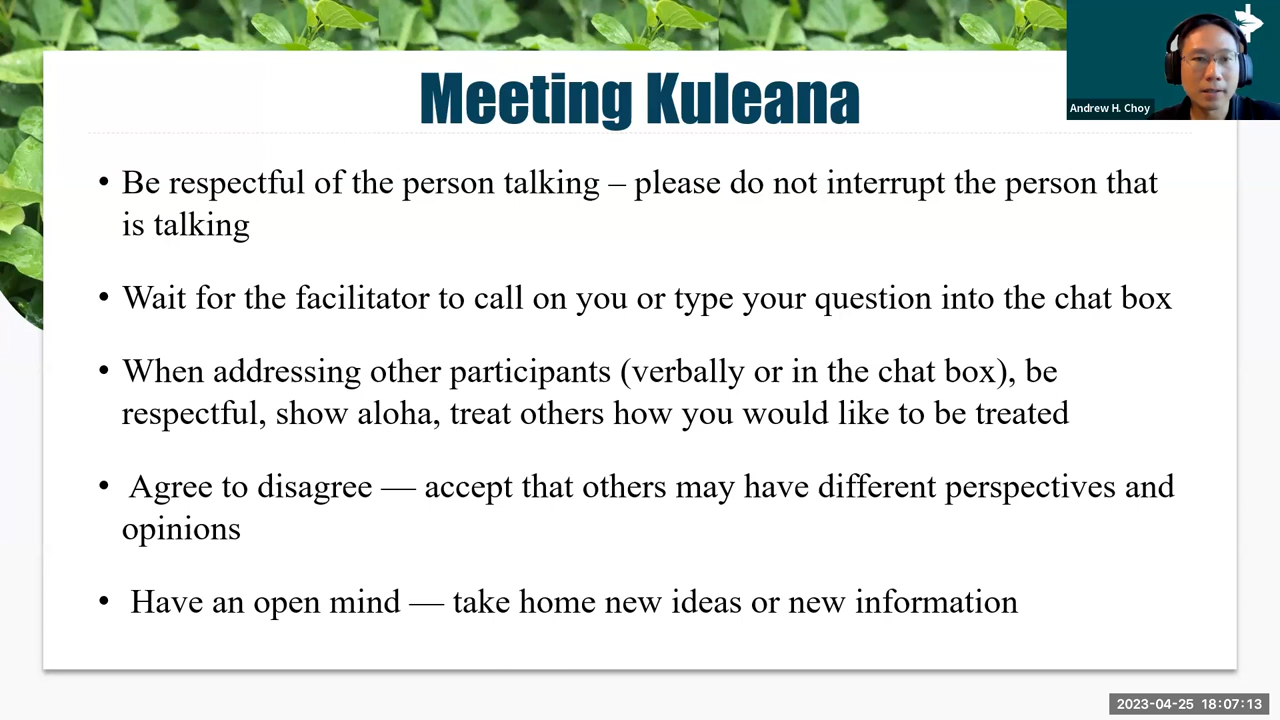 Meeting Kuleana
Andrew H. Choy
• Be respectful of the person talking – please do not interrupt the person that
is talking
• Wait for the facilitator to call on you or type your question into the chat box
• When addressing other participants (verbally or in the chat box), be
respectful, show aloha, treat others how you would like to be treated
• Agree to disagree — accept that others may have different perspectives and
opinions
• Have an open mind — take home new ideas or new information
2023-04-25 18:07:13